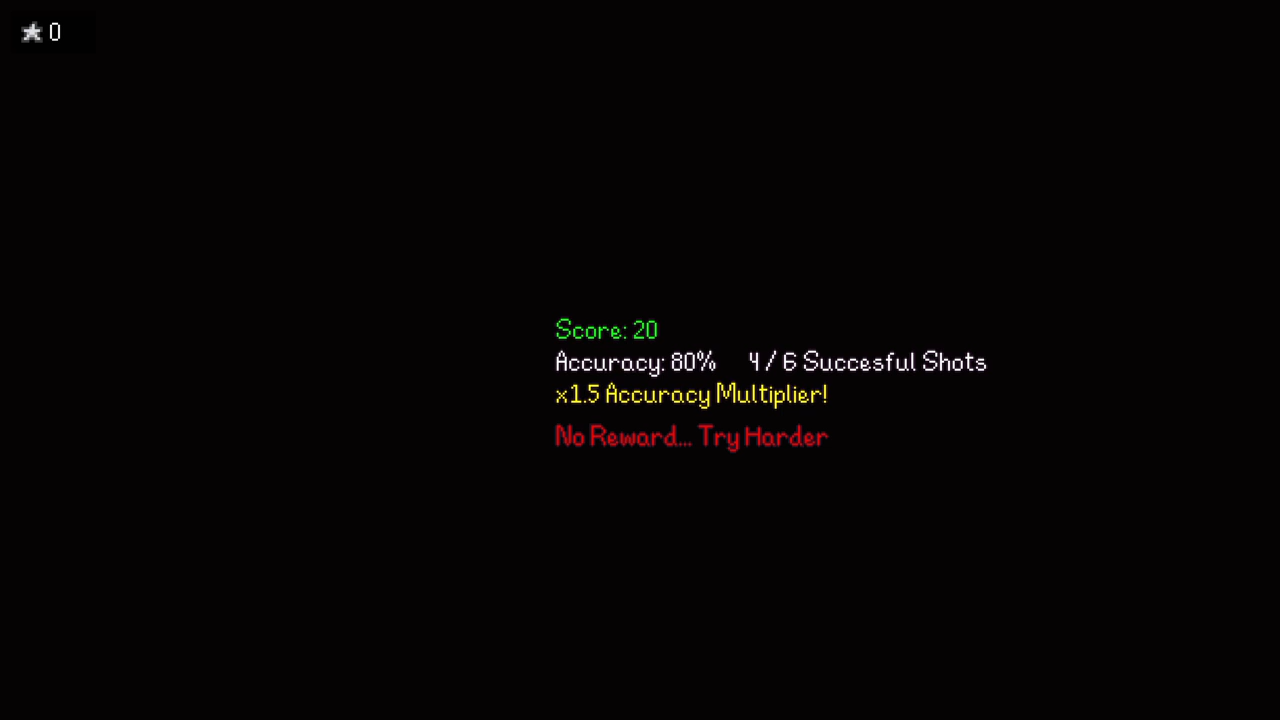 0
Score: 20
Accuracy: 80% 4 / 6 Succesful Shots
x1.5 Accuracy Multiplier!
No Reward... Try Harder